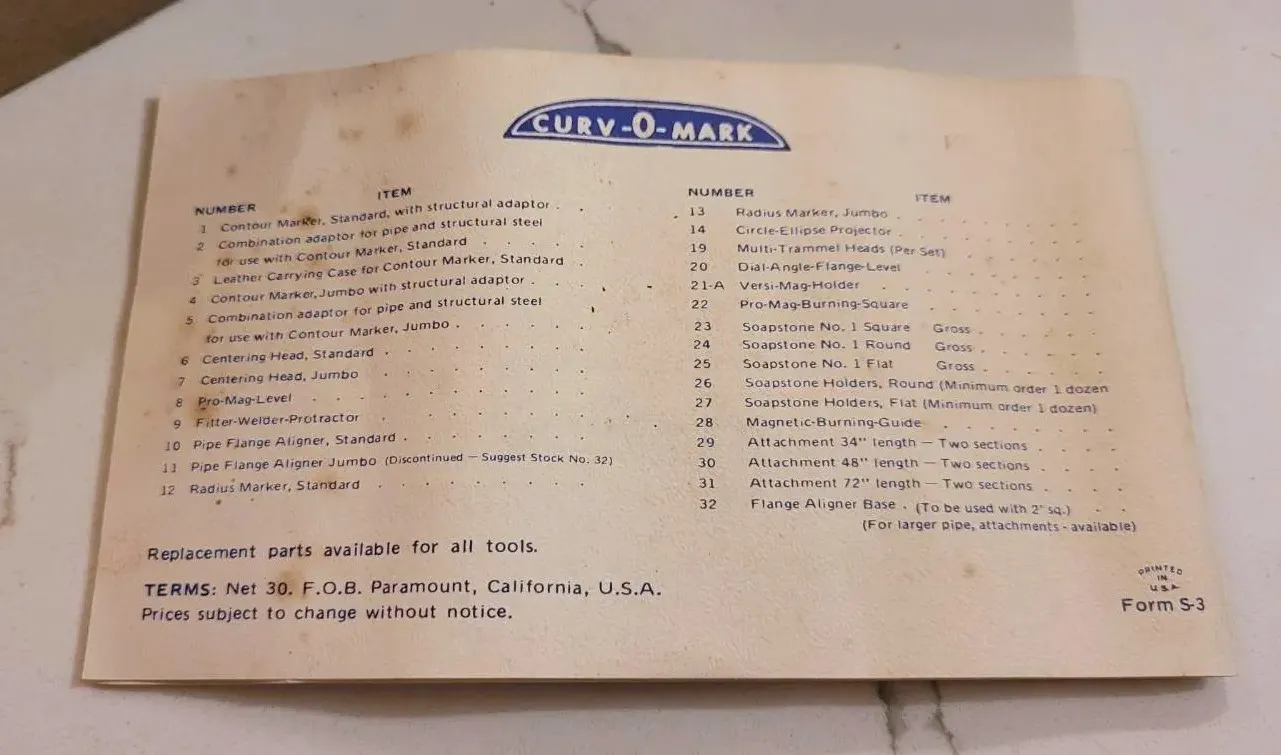 CURV-O-MARK
NUMBER ITEM
1 Contour Marker, Standard, with structural adaptor
2 Combination adaptor for pipe and structural steel
for use with Contour Marker, Standard
3 Leather Carrying Case for Contour Marker, Standard
4 Contour Marker, Jumbo with structural adaptor
5 Combination adaptor for pipe and structural steel
for use with Contour Marker, Jumbo
6 Centering Head, Standard
7 Centering Head, Jumbo
8 Pro-Mag-Level
9 Fitter-Welder-Protractor
10 Pipe Flange Aligner, Standard
11 Pipe Flange Aligner Jumbo (Discontinued — Suggest Stock No. 32)
12 Radius Marker, Standard
NUMBER ITEM
13 Radius Marker, Jumbo
14 Circle-Ellipse Projector
19 Multi-Trammel Heads (Per Set)
20 Dial-Angle-Flange-Level
21-A Versi-Mag-Holder
22 Pro-Mag-Burning-Square
23 Soapstone No. 1 Square Gross
24 Soapstone No. 1 Round Gross
25 Soapstone No. 1 Flat Gross
26 Soapstone Holders, Round (Minimum order 1 dozen
27 Soapstone Holders, Flat (Minimum order 1 dozen)
28 Magnetic-Burning-Guide
29 Attachment 34" length — Two sections
30 Attachment 48" length — Two sections
31 Attachment 72" length — Two sections
32 Flange Aligner Base . (To be used with 2" sq.)
(For larger pipe, attachments - available)
Replacement parts available for all tools.
TERMS: Net 30. F.O.B. Paramount, California, U.S.A.
Prices subject to change without notice.
PRINTED
IN
U.S.A
Form S-3